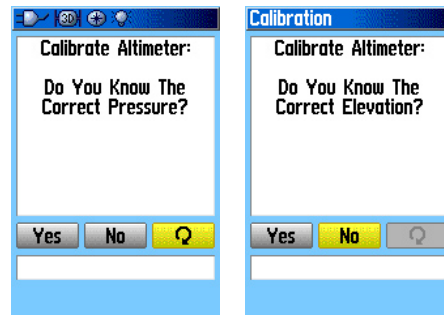 3D
Calibrate Altimeter:
Do You Know The
Correct Pressure?
Yes No
Calibration
Calibrate Altimeter:
Do You Know The
Correct Elevation?
Yes No